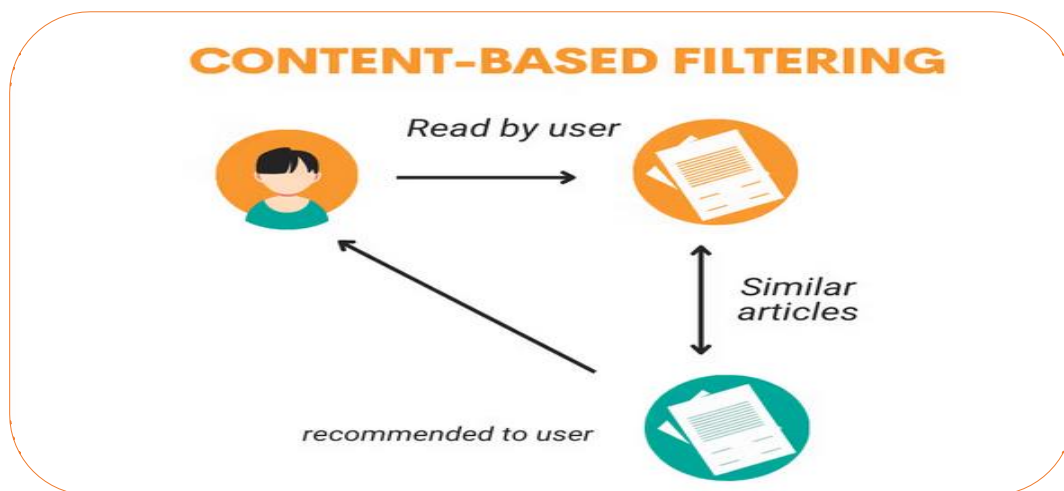 CONTENT-BASED FILTERING
Read by user
Similar
articles
recommended to user